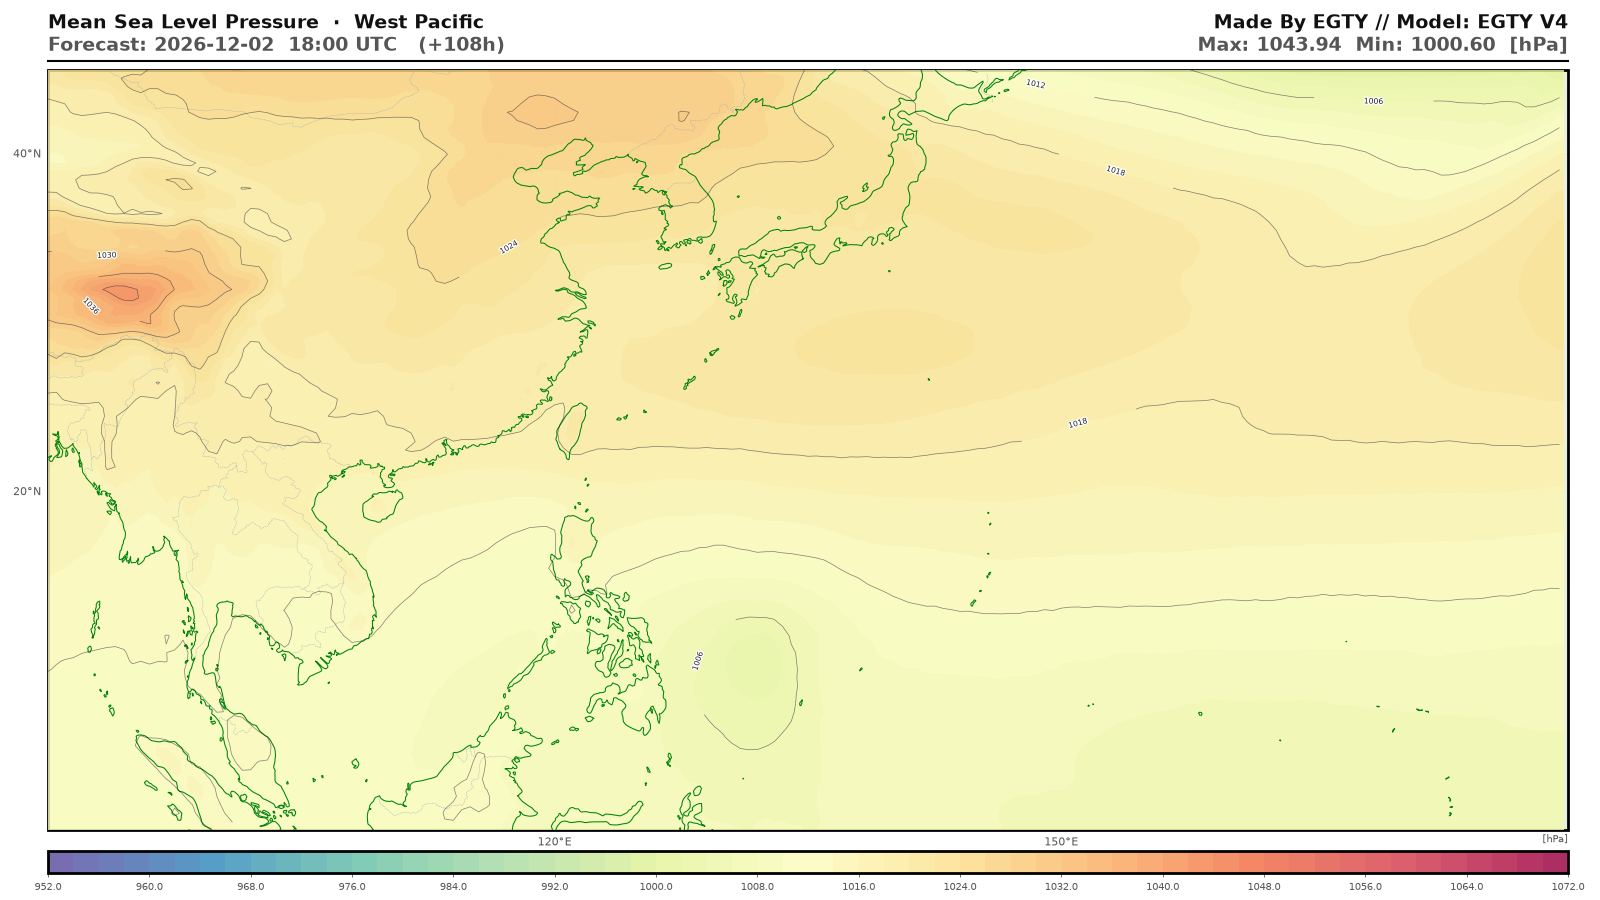 Mean Sea Level Pressure · West Pacific
Made By EGTY // Model: EGTY V4
Forecast: 2026-12-02 18:00 UTC (+108h)
Max: 1043.94 Min: 1000.60 [hPa]
1012
1006
40°N
1018
1024
1030
1036
1018
20°N
1006
120°E
150°E
[hPa]
952.0 960.0 968.0 976.0 984.0 992.0 1000.0 1008.0 1016.0 1024.0 1032.0 1040.0 1048.0 1056.0 1064.0 1072.0